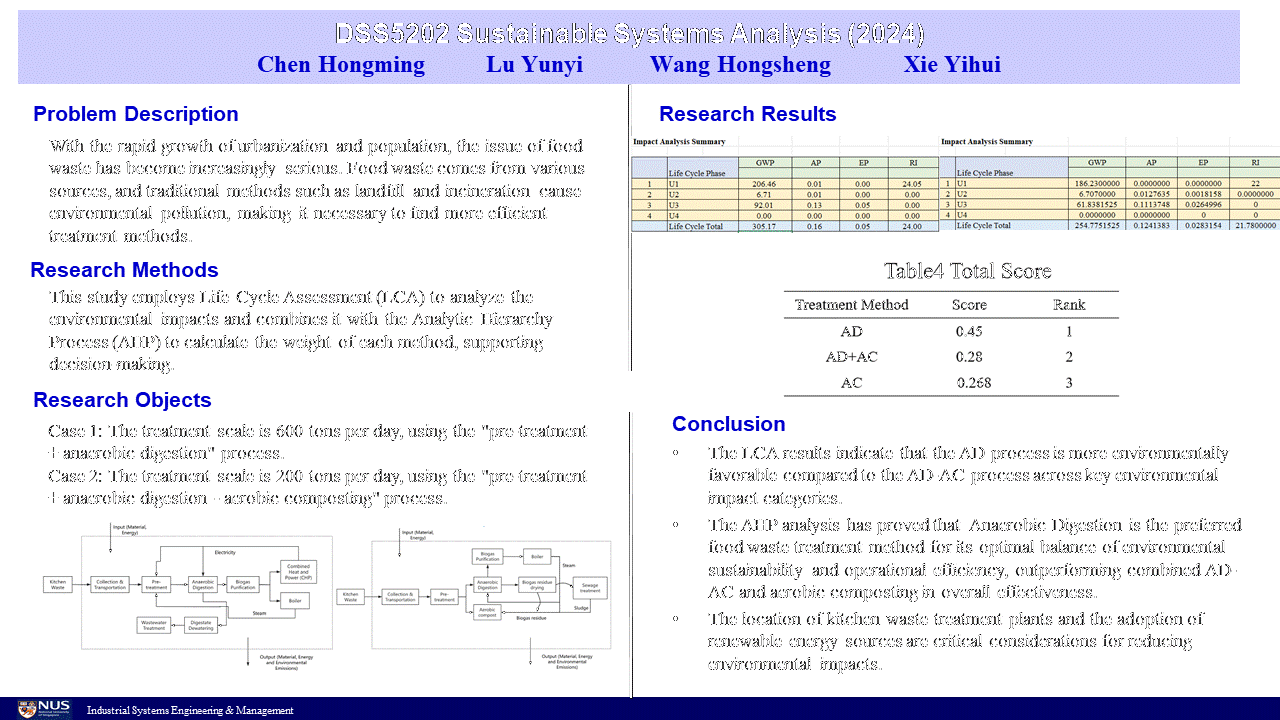 DSS5202 Sustainable Systems Analysis (2024)
Chen Hongming Lu Yunyi Wang Hongsheng Xie Yihui
Problem Description
With the rapid growth of urbanization and population, the issue of food
waste has become increasingly serious. Food waste comes from various
sources, and traditional methods such as landfill and incineration cause
environmental pollution, making it necessary to find more efficient
treatment methods.
Research Methods
This study employs Life Cycle Assessment (LCA) to analyze the
environmental impacts and combines it with the Analytic Hierarchy
Process (AHP) to calculate the weight of each method, supporting
decision-making.
Research Objects
Case 1: The treatment scale is 600 tons per day, using the "pre-treatment
+ anaerobic digestion" process.
Case 2: The treatment scale is 200 tons per day, using the "pre-treatment
+ anaerobic digestion + aerobic composting" process.
Input (Material,
Energy)
Electricity
Kitchen
Waste
Collection &
Transportation
Pre-
treatment
Anaerobic
Digestion
Biogas
Purification
Combined
Heat and
Power (CHP)
Boiler
Steam
Wastewater
Treatment
Digestate
Dewatering
Output (Material, Energy
and Environmental
Emissions)
Input (Material,
Energy)
Kitchen
Waste
Collection &
Transportation
Pre-
treatment
Biogas
Purification
Boiler
Steam
Anaerobic
Digestion
Biogas residue
drying
Sewage
treatment
Aerobic
compost
Sludge
Biogas residue
Output (Material, Energy
and Environmental
Emissions)
Research Results
Impact Analysis Summary
GWP AP EP RI
Life Cycle Phase
1 U1 206.46 0.01 0.00 24.05
2 U2 6.71 0.01 0.00 0.00
3 U3 92.01 0.13 0.05 0.00
4 U4 0.00 0.00 0.00 0.00
Life Cycle Total 305.17 0.16 0.05 24.00
Impact Analysis Summary
GWP AP EP RI
Life Cycle Phase
1 U1 186.2300000 0.0000000 0.0000000 22
2 U2 6.7070000 0.0127635 0.0018158 0.0000000
3 U3 61.8381525 0.1113748 0.0264996 0
4 U4 0.0000000 0.0000000 0 0
Life Cycle Total 254.7751525 0.1241383 0.0283154 21.7800000
Table4 Total Score
Treatment Method Score Rank
AD 0.45 1
AD+AC 0.28 2
AC 0.268 3
Conclusion
• The LCA results indicate that the AD process is more environmentally
favorable compared to the AD-AC process across key environmental
impact categories.
• The AHP analysis has proved that Anaerobic Digestion is the preferred
food waste treatment method for its optimal balance of environmental
sustainability and operational efficiency, outperforming combined AD-
AC and Aerobic Composting in overall effectiveness.
• The location of kitchen waste treatment plants and the adoption of
renewable energy sources are critical considerations for reducing
environmental impacts.
NUS
National University
of Singapore
Industrial Systems Engineering & Management